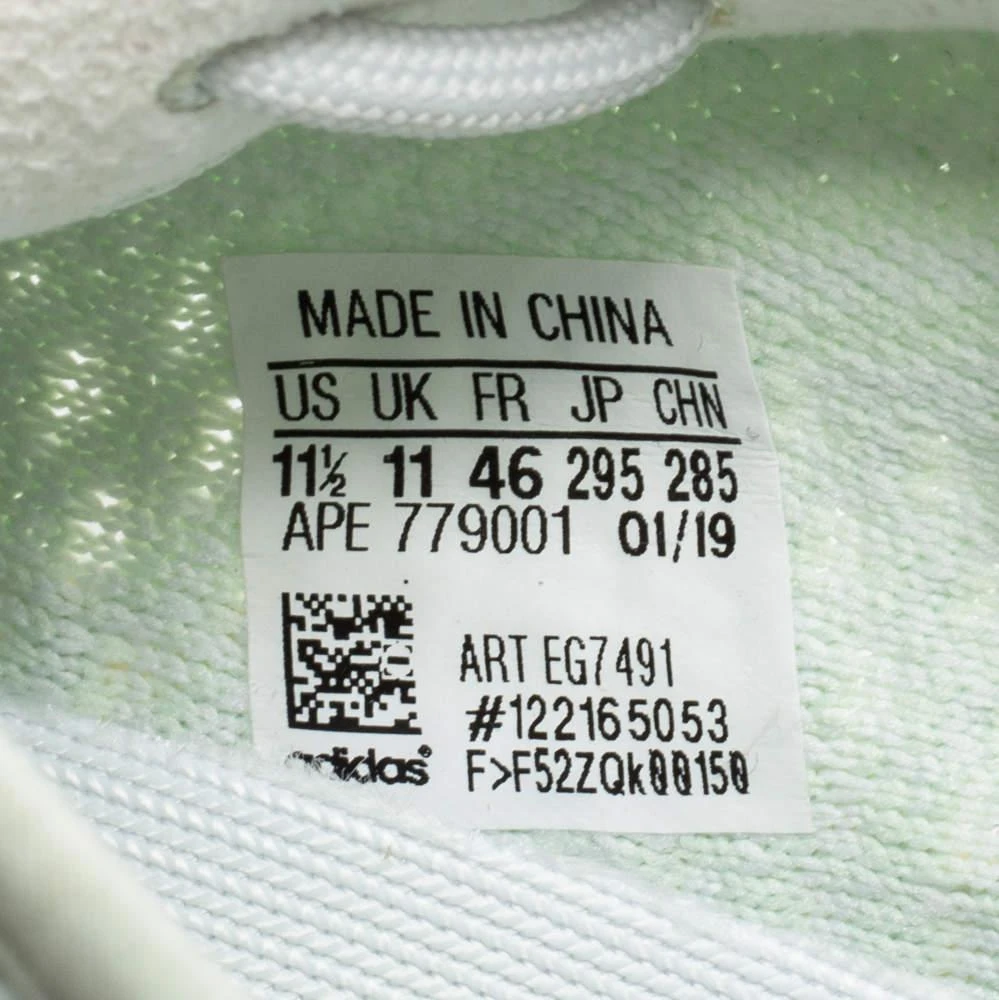 MADE IN CHINA
US UK FR JP CHN
11½ 11 46 295 285
APE 779001 01/19
ART EG7491
#122165053
adidas®
F>F52ZQk00150